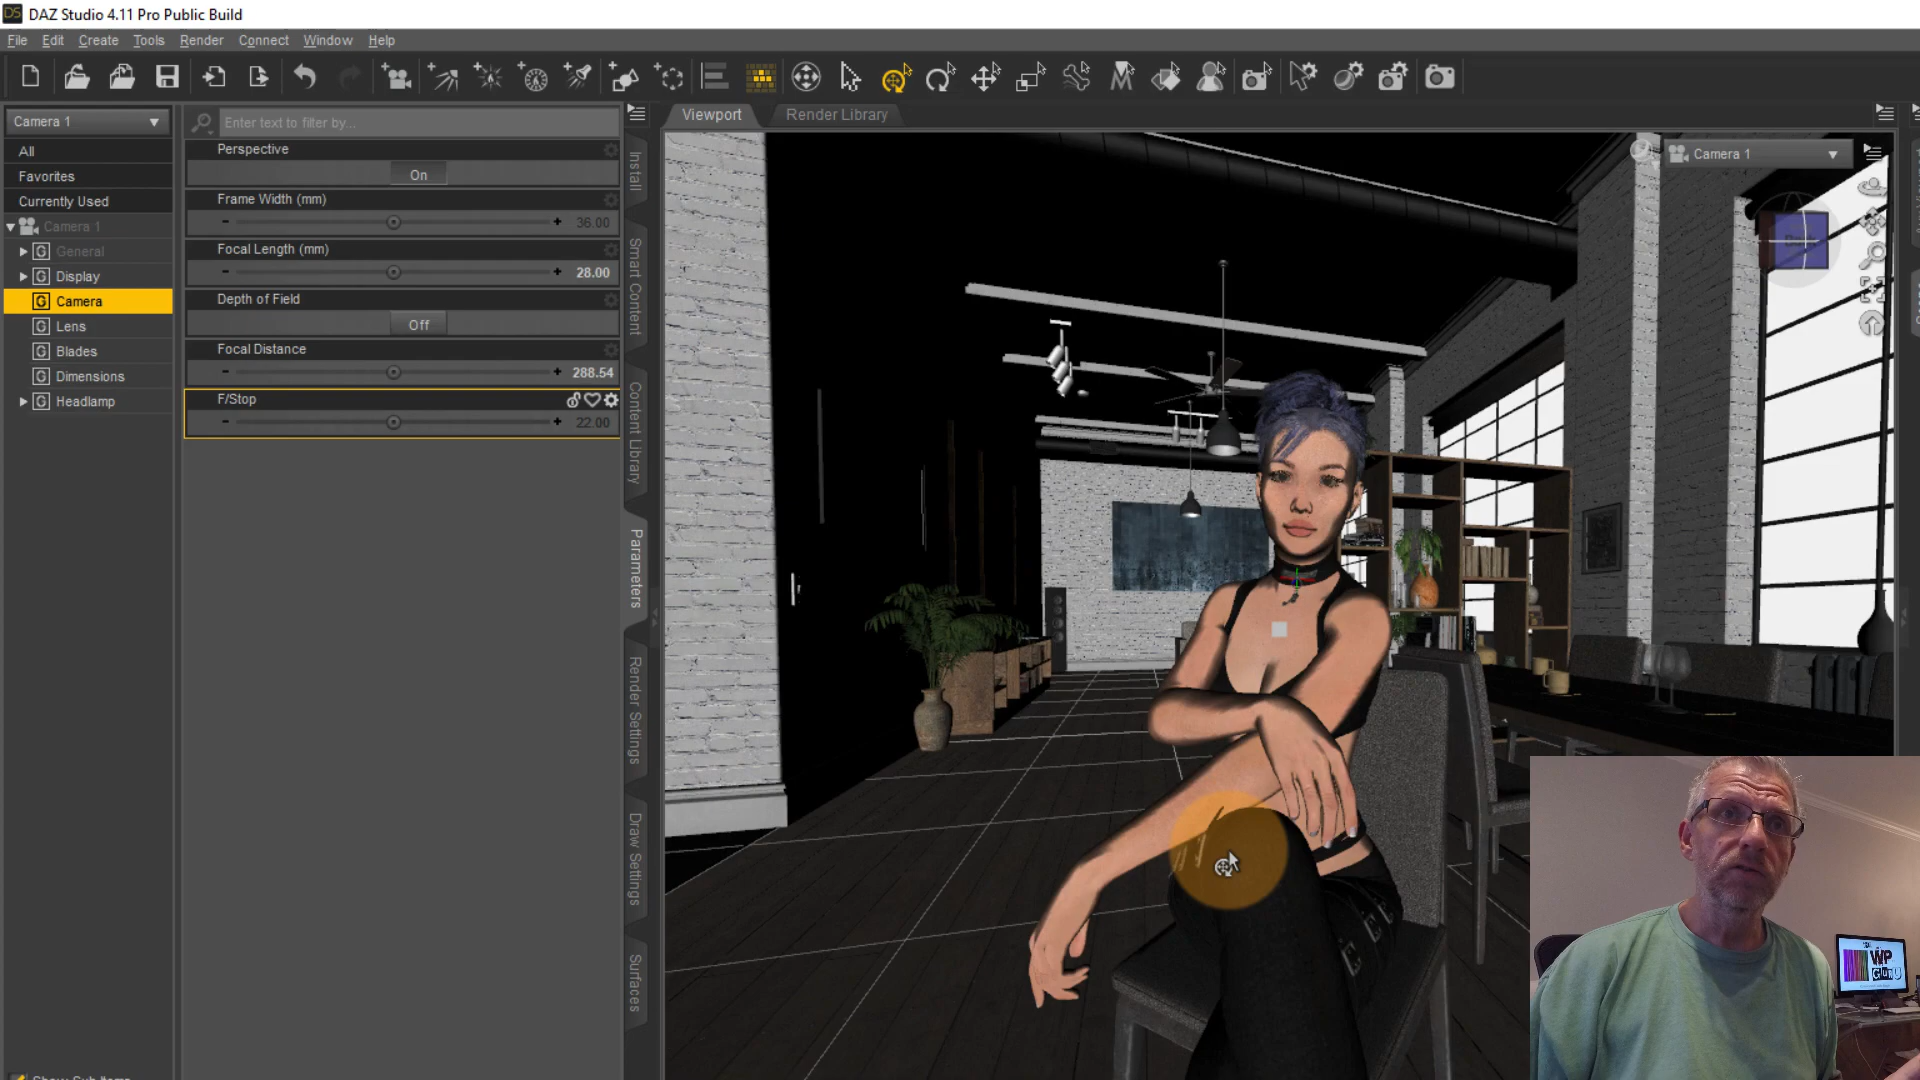 DAZ Studio 4.11 Pro Public Build
File Edit Create Tools Render Connect Window Help
Camera 1
All
Favorites
Currently Used
Camera 1
General
Display
Camera
Lens
Blades
Dimensions
Headlamp
Enter text to filter by...
Perspective
On
Frame Width (mm)
36.00
Focal Length (mm)
28.00
Depth of Field
Off
Focal Distance
288.54
F/Stop
22.00
Install
Smart Content
Content Library
Parameters
Render Settings
Draw Settings
Surfaces
Viewport
Render Library
Camera 1
WP
GURU